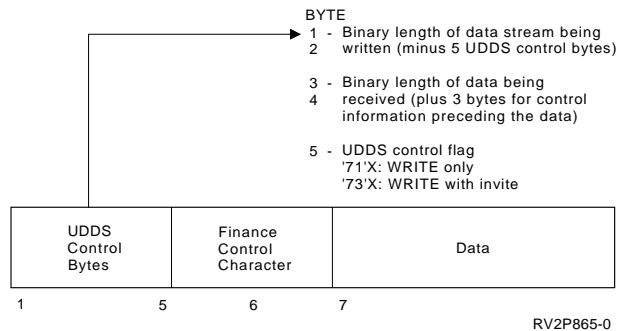 BYTE
1 - Binary length of data stream being
2 written (minus 5 UDDS control bytes)
3 - Binary length of data being
4 received (plus 3 bytes for control
information preceding the data)
5 - UDDS control flag
'71'X: WRITE only
'73'X: WRITE with invite
UDDS
Control
Bytes
Finance
Control
Character
Data
1 5 6 7
RV2P865-0